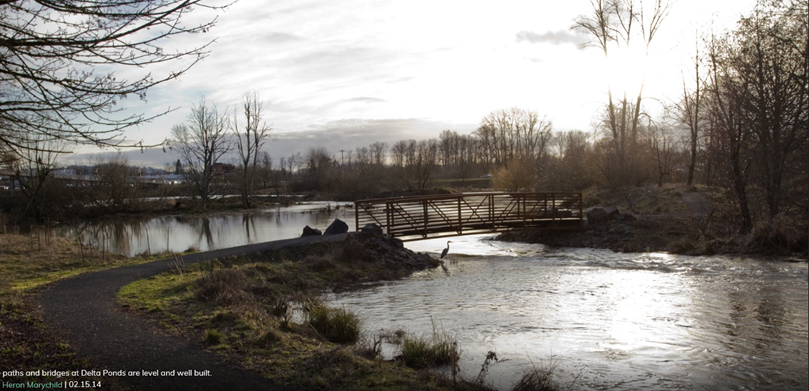 paths and bridges at Delta Ponds are level and well built.
Heron Marychild | 02.15.14